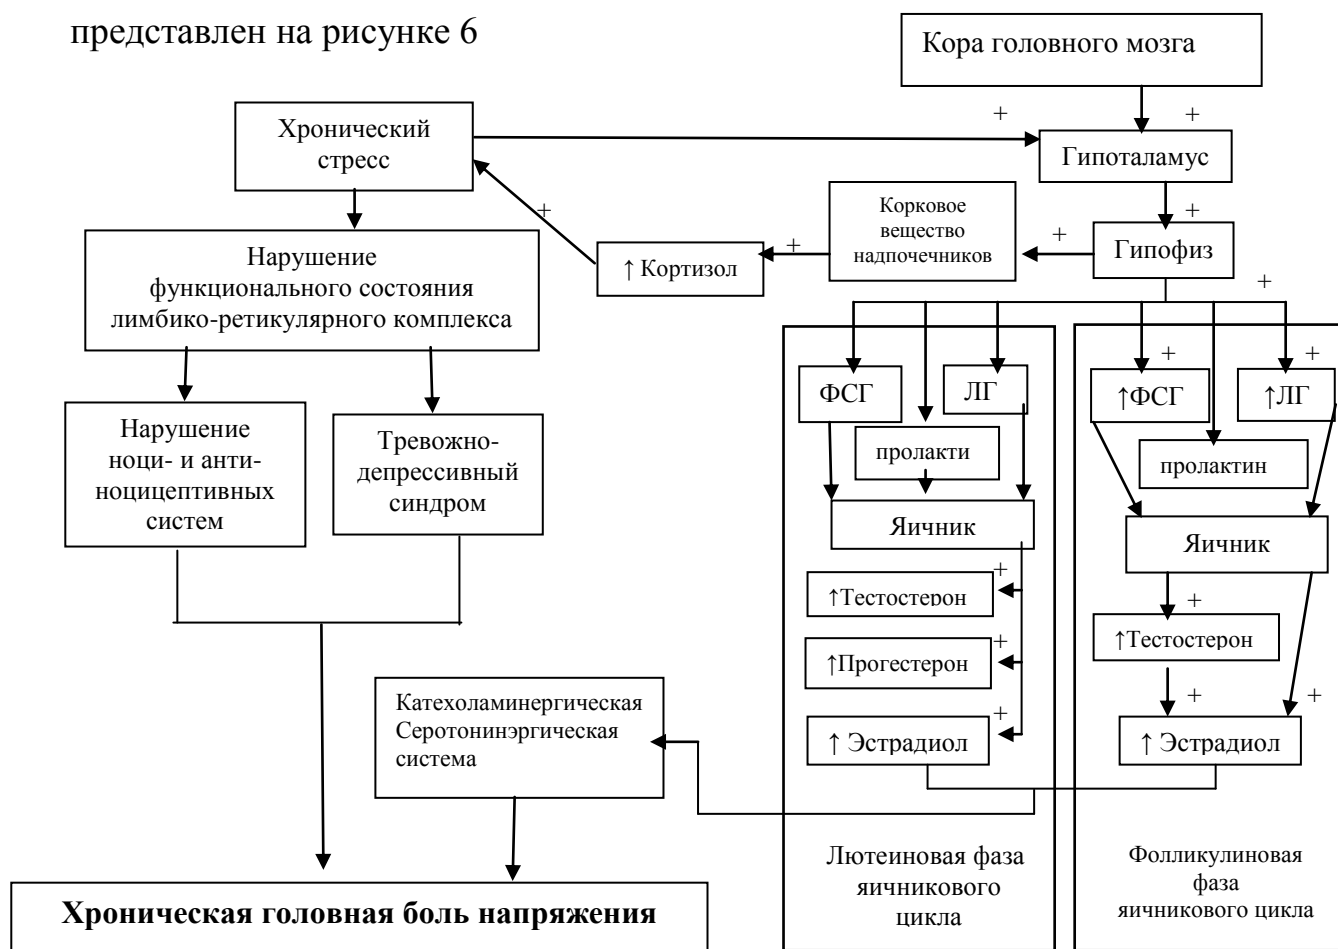 представлен на рисунке 6
Кора головного мозга
Хронический
стресс
+
+
Гипоталамус
Корковое
вещество
надпочечников
+
+
+
+
Гипофиз
↑ Кортизол
Нарушение
функционального состояния
лимбико-ретикулярного комплекса
+
Нарушение
ноци- и анти-
ноцицептивных
систем
Тревожно-
депрессивный
синдром
ФСГ
ЛГ
пролакти
Яичник
+
↑Тестостерон
+
↑Прогестерон
+
↑ Эстрадиол
Лютеиновая фаза
яичникового
цикла
+
+
↑ФСГ
↑ЛГ
пролактин
Яичник
+
↑Тестостерон
+
+
↑ Эстрадиол
Фолликулиновая
фаза
яичникового цикла
Катехоламинергическая
Серотонинэргическая
система
Хроническая головная боль напряжения